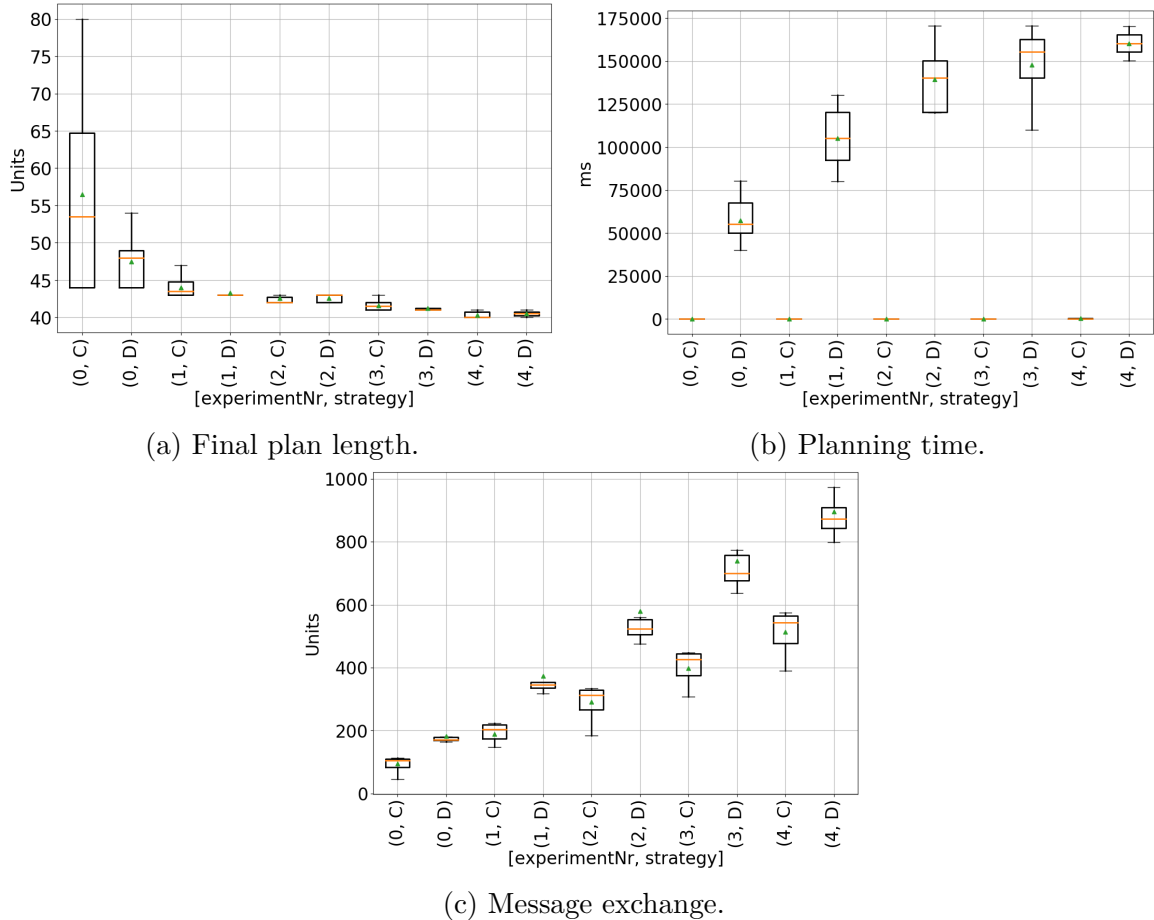 80
75
70
65
60
55
50
45
40
Units
(0, C)
(0, D)
(1, C)
(1, D)
(2, C)
(2, D)
(3, C)
(3, D)
(4, C)
(4, D)
[experimentNr, strategy]
(a) Final plan length.
175000
150000
125000
100000
75000
50000
25000
0
ms
(0, C)
(0, D)
(1, C)
(1, D)
(2, C)
(2, D)
(3, C)
(3, D)
(4, C)
(4, D)
[experimentNr, strategy]
(b) Planning time.
1000
800
600
400
200
0
Units
(0, C)
(0, D)
(1, C)
(1, D)
(2, C)
(2, D)
(3, C)
(3, D)
(4, C)
(4, D)
[experimentNr, strategy]
(c) Message exchange.